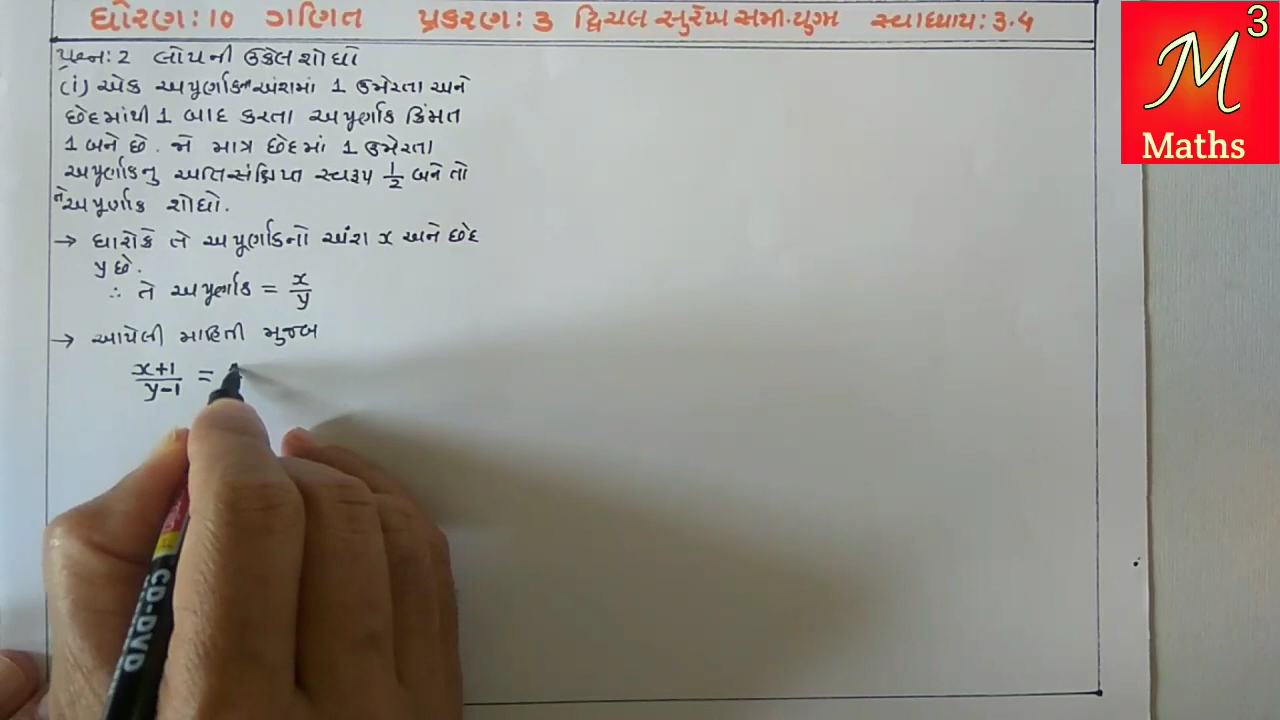 ધોરણ: 10 ગણિત પ્રકરણ: 3 દ્વિચલ સુરેખ સમી.યુગ્મ સ્વાધ્યાય: 3.4
પ્રશ્ન: 2 લોપની ઉકેલ શોધો
(i) એક અપૂર્ણાંકના અંશમાં 1 ઉમેરતા અને
છેદમાંથી 1 બાદ કરતા અપૂર્ણાંક કિંમત
1 બને છે. જો માત્ર છેદમાં 1 ઉમેરતા
અપૂર્ણાંકનુ અતિસંક્ષિપ્ત સ્વરૂપ 1/2 બને તો
તે અપૂર્ણાંક શોધો.
→ ધારોકે તે અપૂર્ણાંકનો અંશ x અને છેદ
y છે.
∴ તે અપૂર્ણાંક = x/y
→ આપેલી માહિતી મુજબ
x+1/y-1 =
CD-DVD
M³
Maths